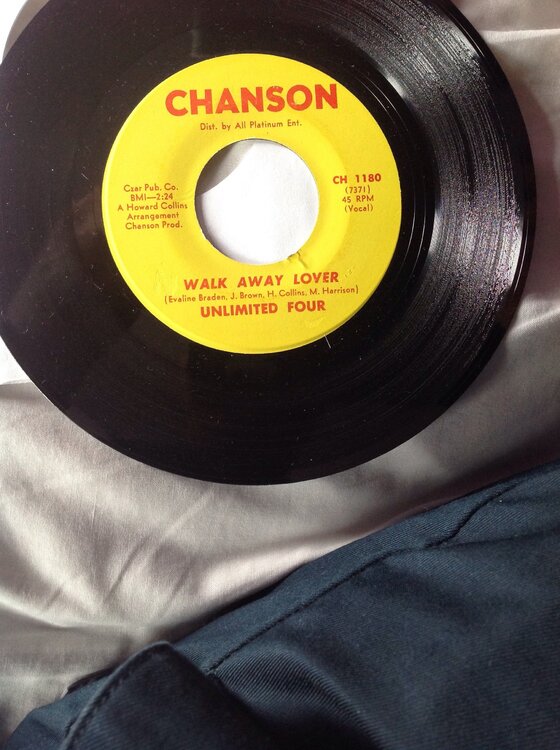 CHANSON
Dist. by All Platinum Ent.
Czar Pub. Co.
BMI—2:24
A Howard Collins
Arrangement
Chanson Prod.
CH 1180
(7371)
45 RPM
(Vocal)
WALK AWAY LOVER
(Evaline Braden, J. Brown, H. Collins, M. Harrison)
UNLIMITED FOUR